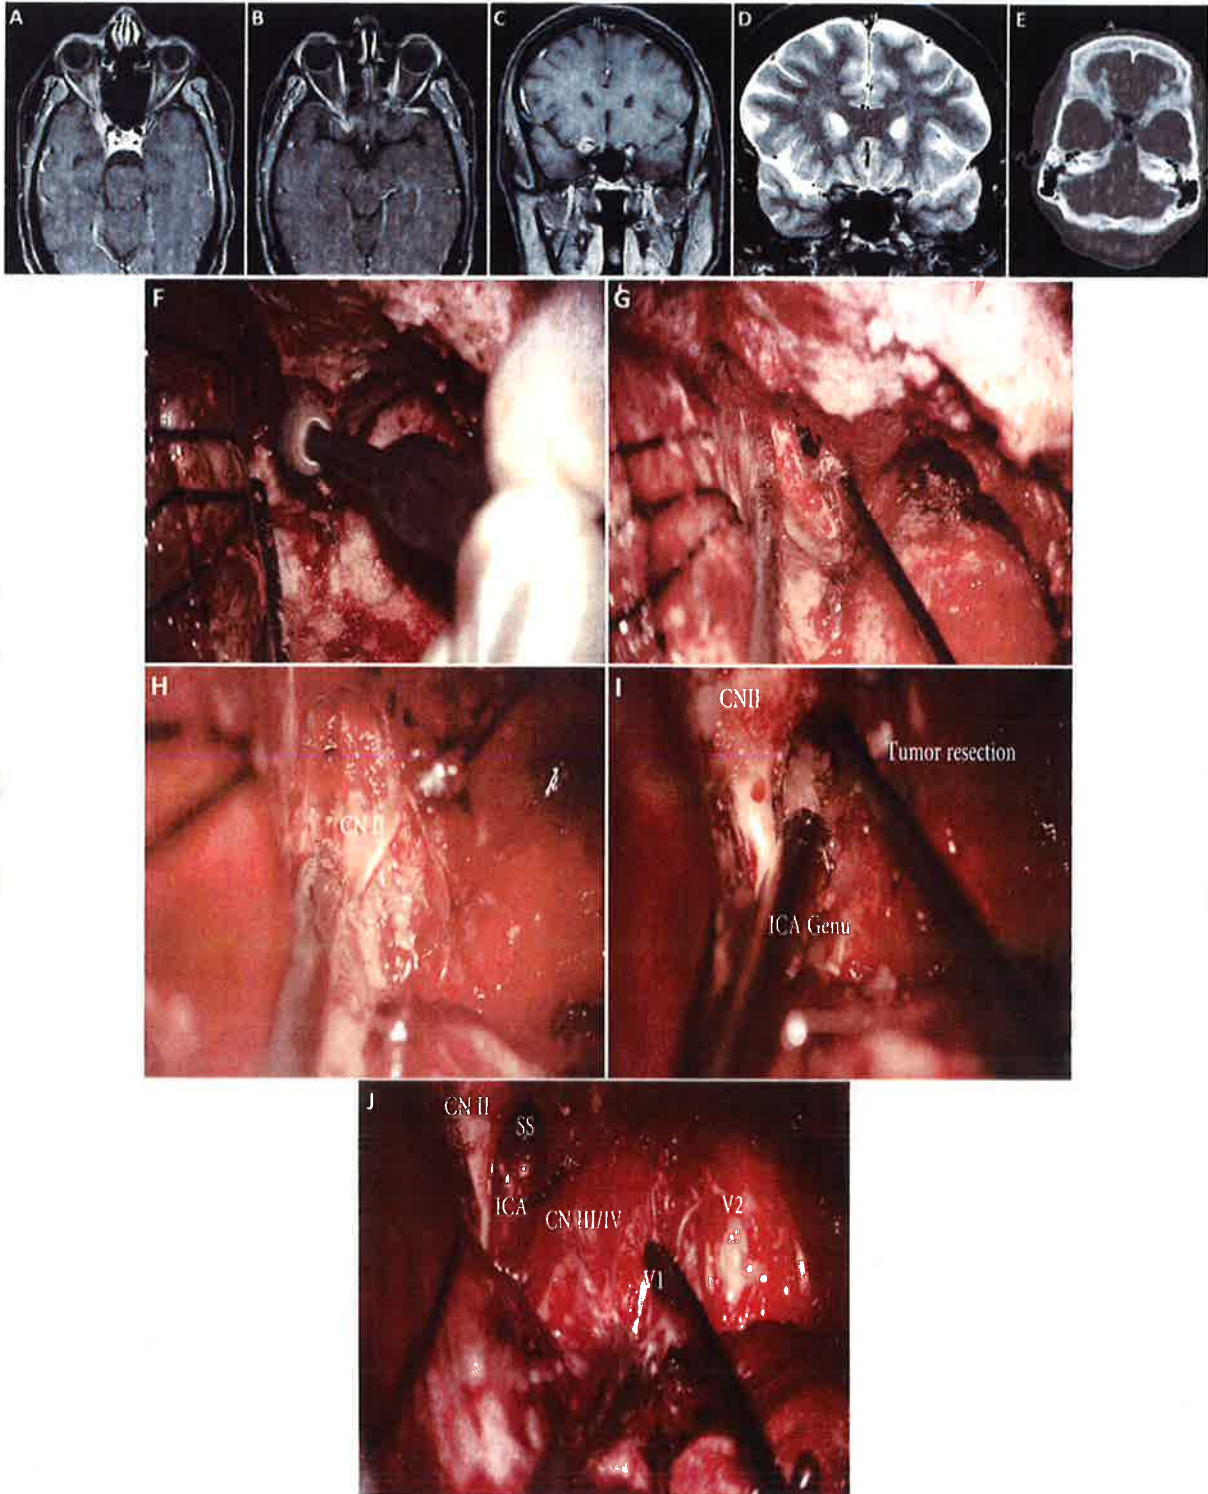 A
B
C
D
E
F
G
H
CN II
I
CNII
Tumor resection
ICA Genu
J
CN II
SS
ICA
CN III/IV
V2
V1